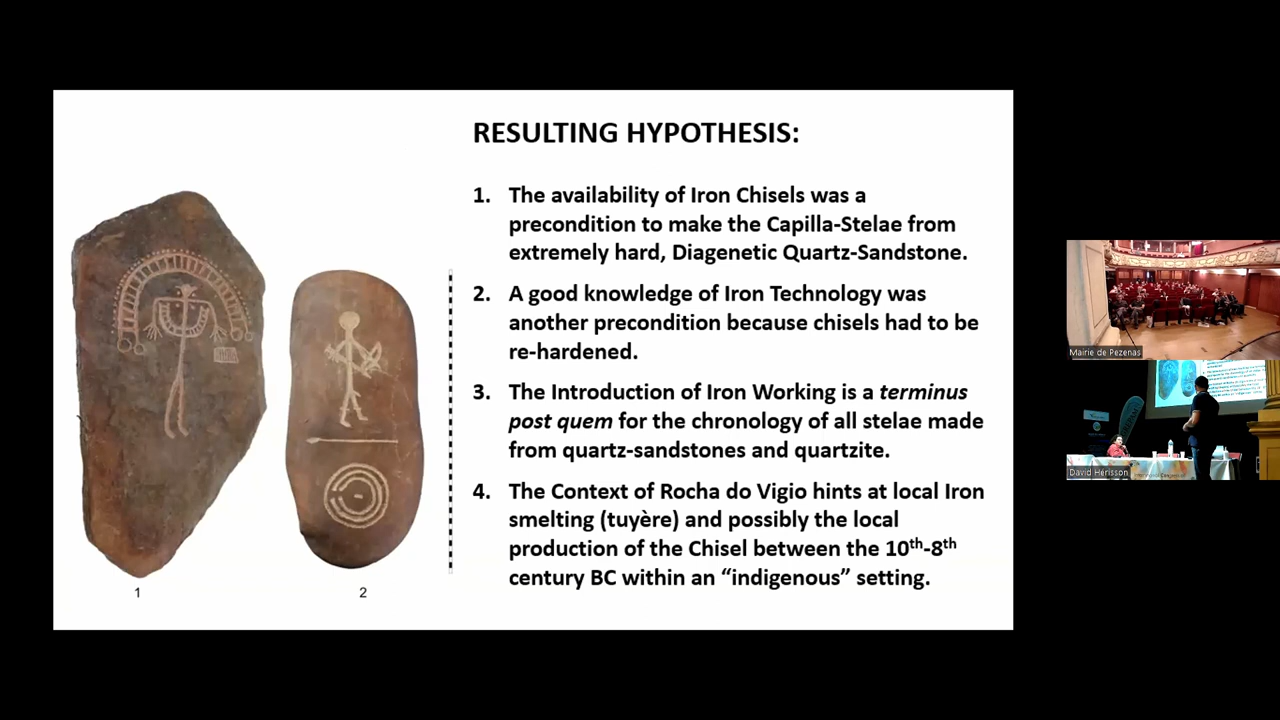 RESULTING HYPOTHESIS:
1. The availability of Iron Chisels was a
precondition to make the Capilla-Stelae from
extremely hard, Diagenetic Quartz-Sandstone.
2. A good knowledge of Iron Technology was
another precondition because chisels had to be
re-hardened.
3. The Introduction of Iron Working is a terminus
post quem for the chronology of all stelae made
from quartz-sandstones and quartzite.
4. The Context of Rocha do Vigio hints at local Iron
smelting (tuyère) and possibly the local
production of the Chisel between the 10th-8th
century BC within an “indigenous” setting.
1
2
Mairie de Pezenas
David Hérisson